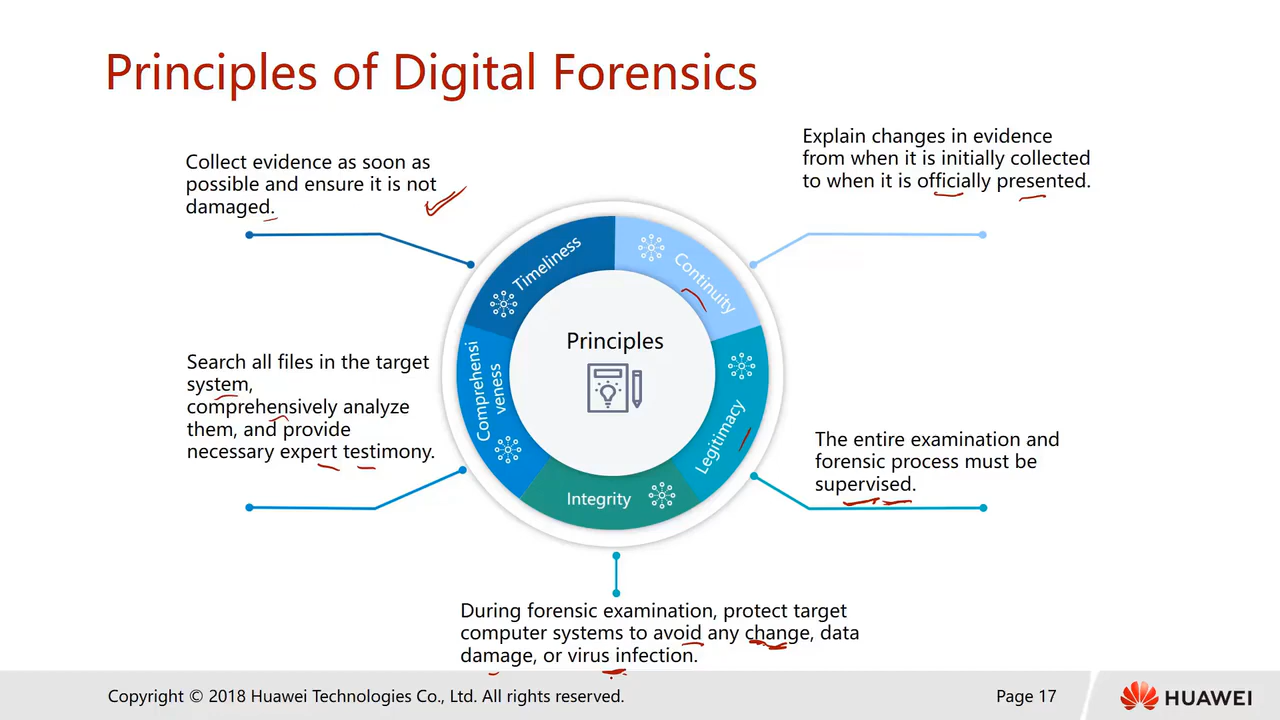 Principles of Digital Forensics
Collect evidence as soon as
possible and ensure it is not
damaged.
Explain changes in evidence
from when it is initially collected
to when it is officially presented.
Timeliness
Continuity
Principles
Search all files in the target
system,
comprehensively analyze
them, and provide
necessary expert testimony.
Comprehensi
veness
Legitimacy
The entire examination and
forensic process must be
supervised.
Integrity
During forensic examination, protect target
computer systems to avoid any change, data
damage, or virus infection.
Copyright © 2018 Huawei Technologies Co., Ltd. All rights reserved.
Page 17
HUAWEI